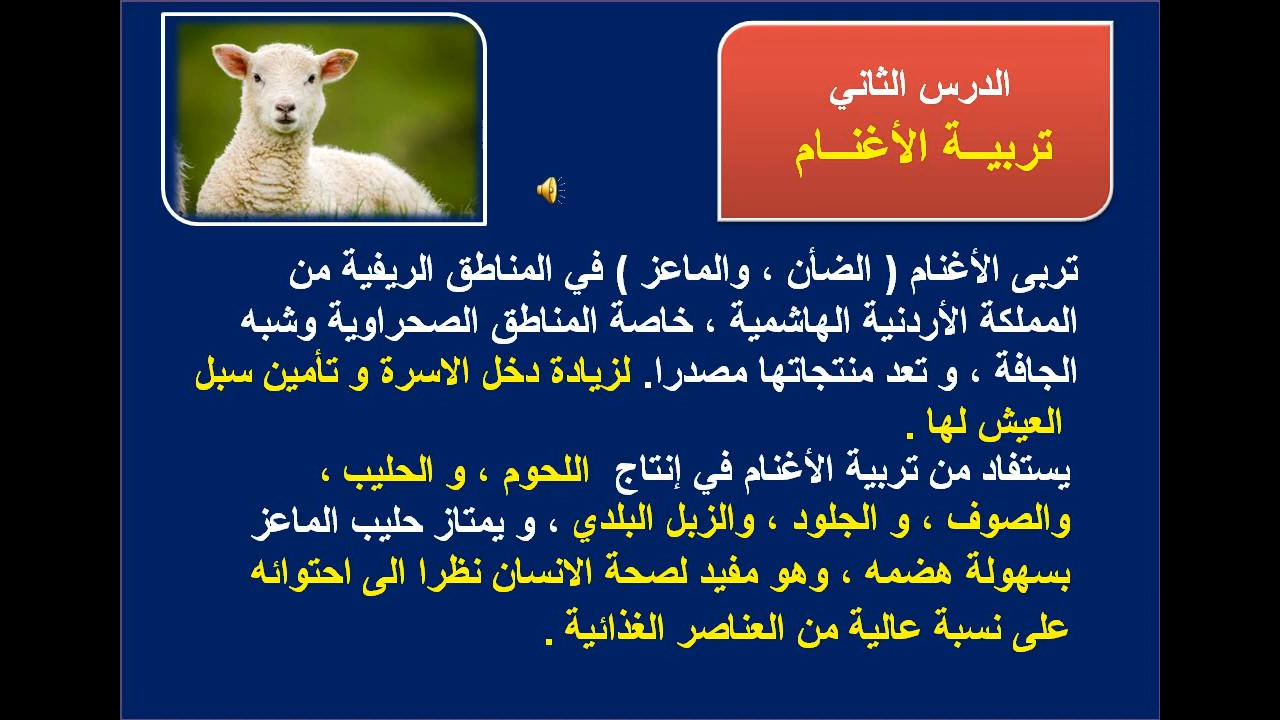 الدرس الثاني
تربيـــة الأغنـــام
تربى الأغنام ( الضأن ، والماعز ) في المناطق الريفية من
المملكة الأردنية الهاشمية ، خاصة المناطق الصحراوية وشبه
الجافة ، و تعد منتجاتها مصدرا. لزيادة دخل الاسرة و تأمين سبل
العيش لها .
يستفاد من تربية الأغنام في إنتاج اللحوم ، و الحليب ،
والصوف ، و الجلود ، والزبل البلدي ، و يمتاز حليب الماعز
بسهولة هضمه ، وهو مفيد لصحة الانسان نظرا الى احتوائه
على نسبة عالية من العناصر الغذائية .